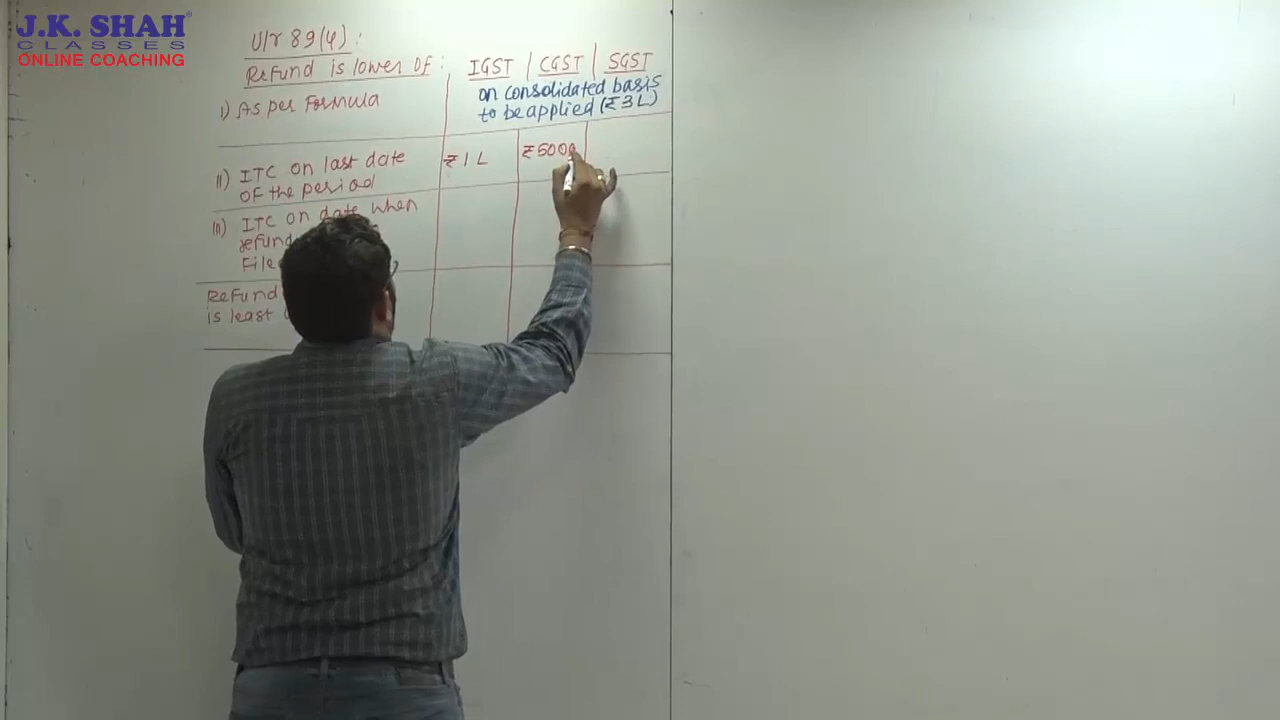 J.K. SHAH®
CLASSES
ONLINE COACHING
U/r 89(4):
Refund is lower of:
IGST | CGST | SGST
i) As per Formula
on consolidated basis
to be applied (₹3L)
ii) ITC on last date
of the period
₹1 L
₹5000
iii) ITC on date when
refund
File
Refund
is least